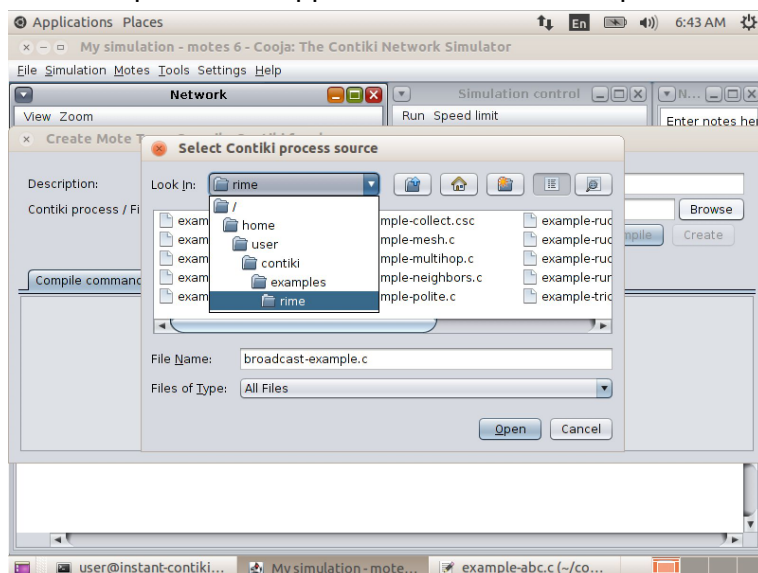 Applications Places
En
6:43 AM
My simulation - motes 6 - Cooja: The Contiki Network Simulator
File Simulation Motes Tools Settings Help
Network
Simulation control
N...
View Zoom
Run Speed limit
Enter notes her
Create Mote T
Select Contiki process source
Description:
Look In:
rime
Contiki process / Fi
Browse
/
home
user
contiki
examples
rime
exam
exam
exam
exam
exam
mple-collect.csc
mple-mesh.c
mple-multihop.c
mple-neighbors.c
mple-polite.c
example-ruc
example-ruc
example-ruc
example-rur
example-tric
mpile
Create
Compile command
File Name:
broadcast-example.c
Files of Type:
All Files
Open
Cancel
user@instant-contiki...
My simulation - mote...
example-abc.c (~/co...